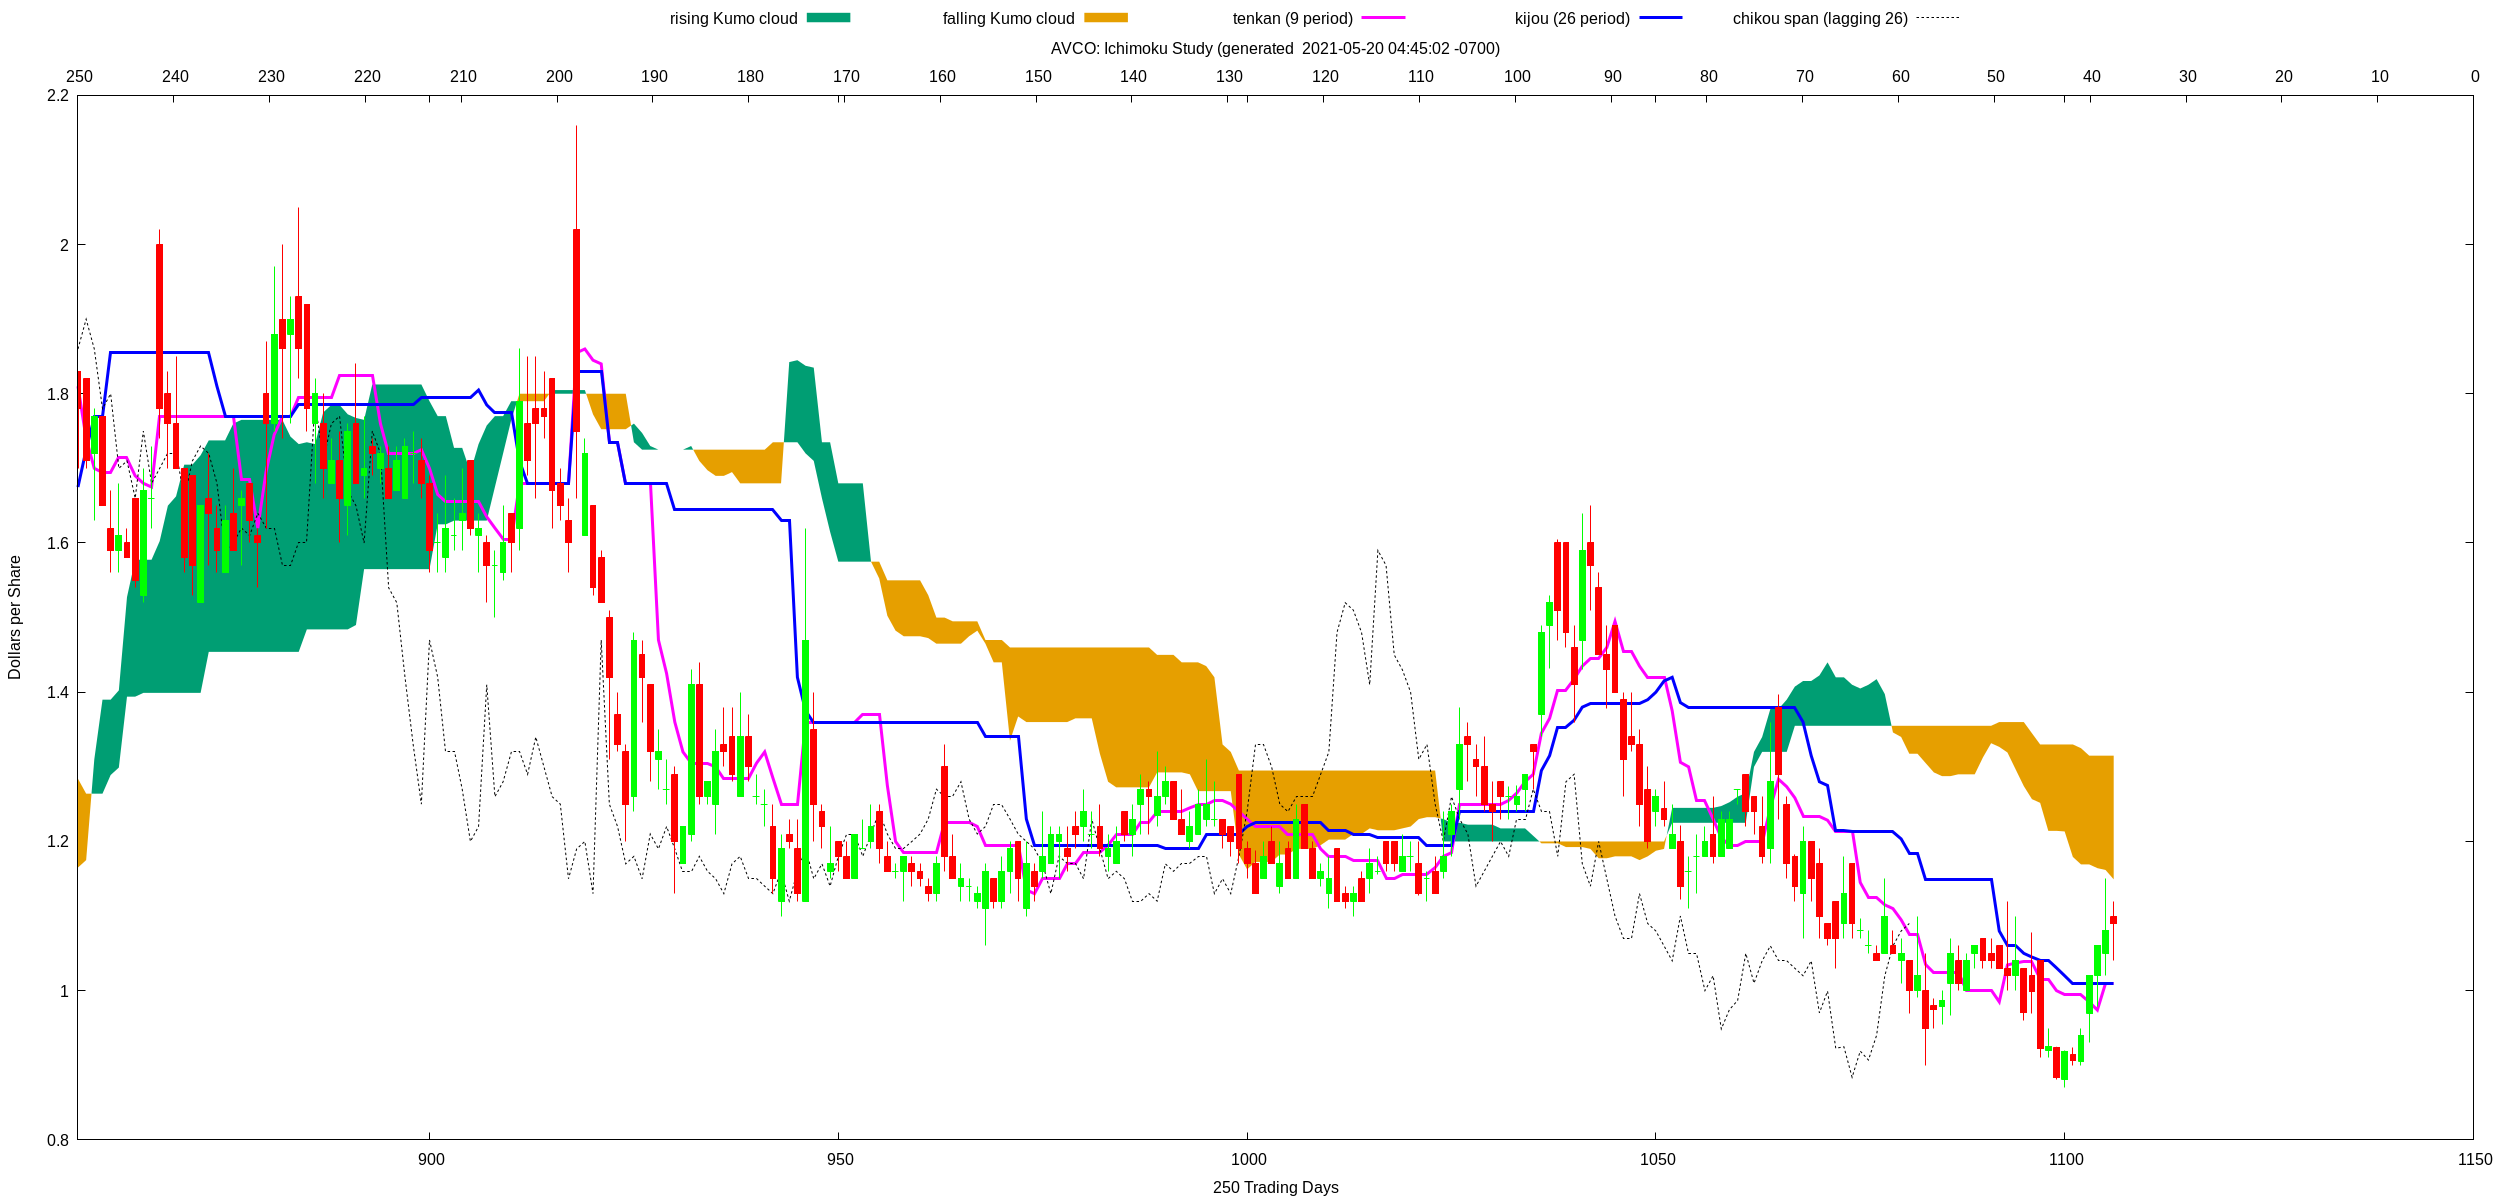 rising Kumo cloud falling Kumo cloud tenkan (9 period) kijou (26 period) chikou span (lagging 26)
AVCO: Ichimoku Study (generated  2021-05-20 04:45:02 -0700)
250 240 230 220 210 200 190 180 170 160 150 140 130 120 110 100 90 80 70 60 50 40 30 20 10 0
2.2
2
1.8
1.6
1.4
1.2
1
0.8
Dollars per Share
900 950 1000 1050 1100 1150
250 Trading Days